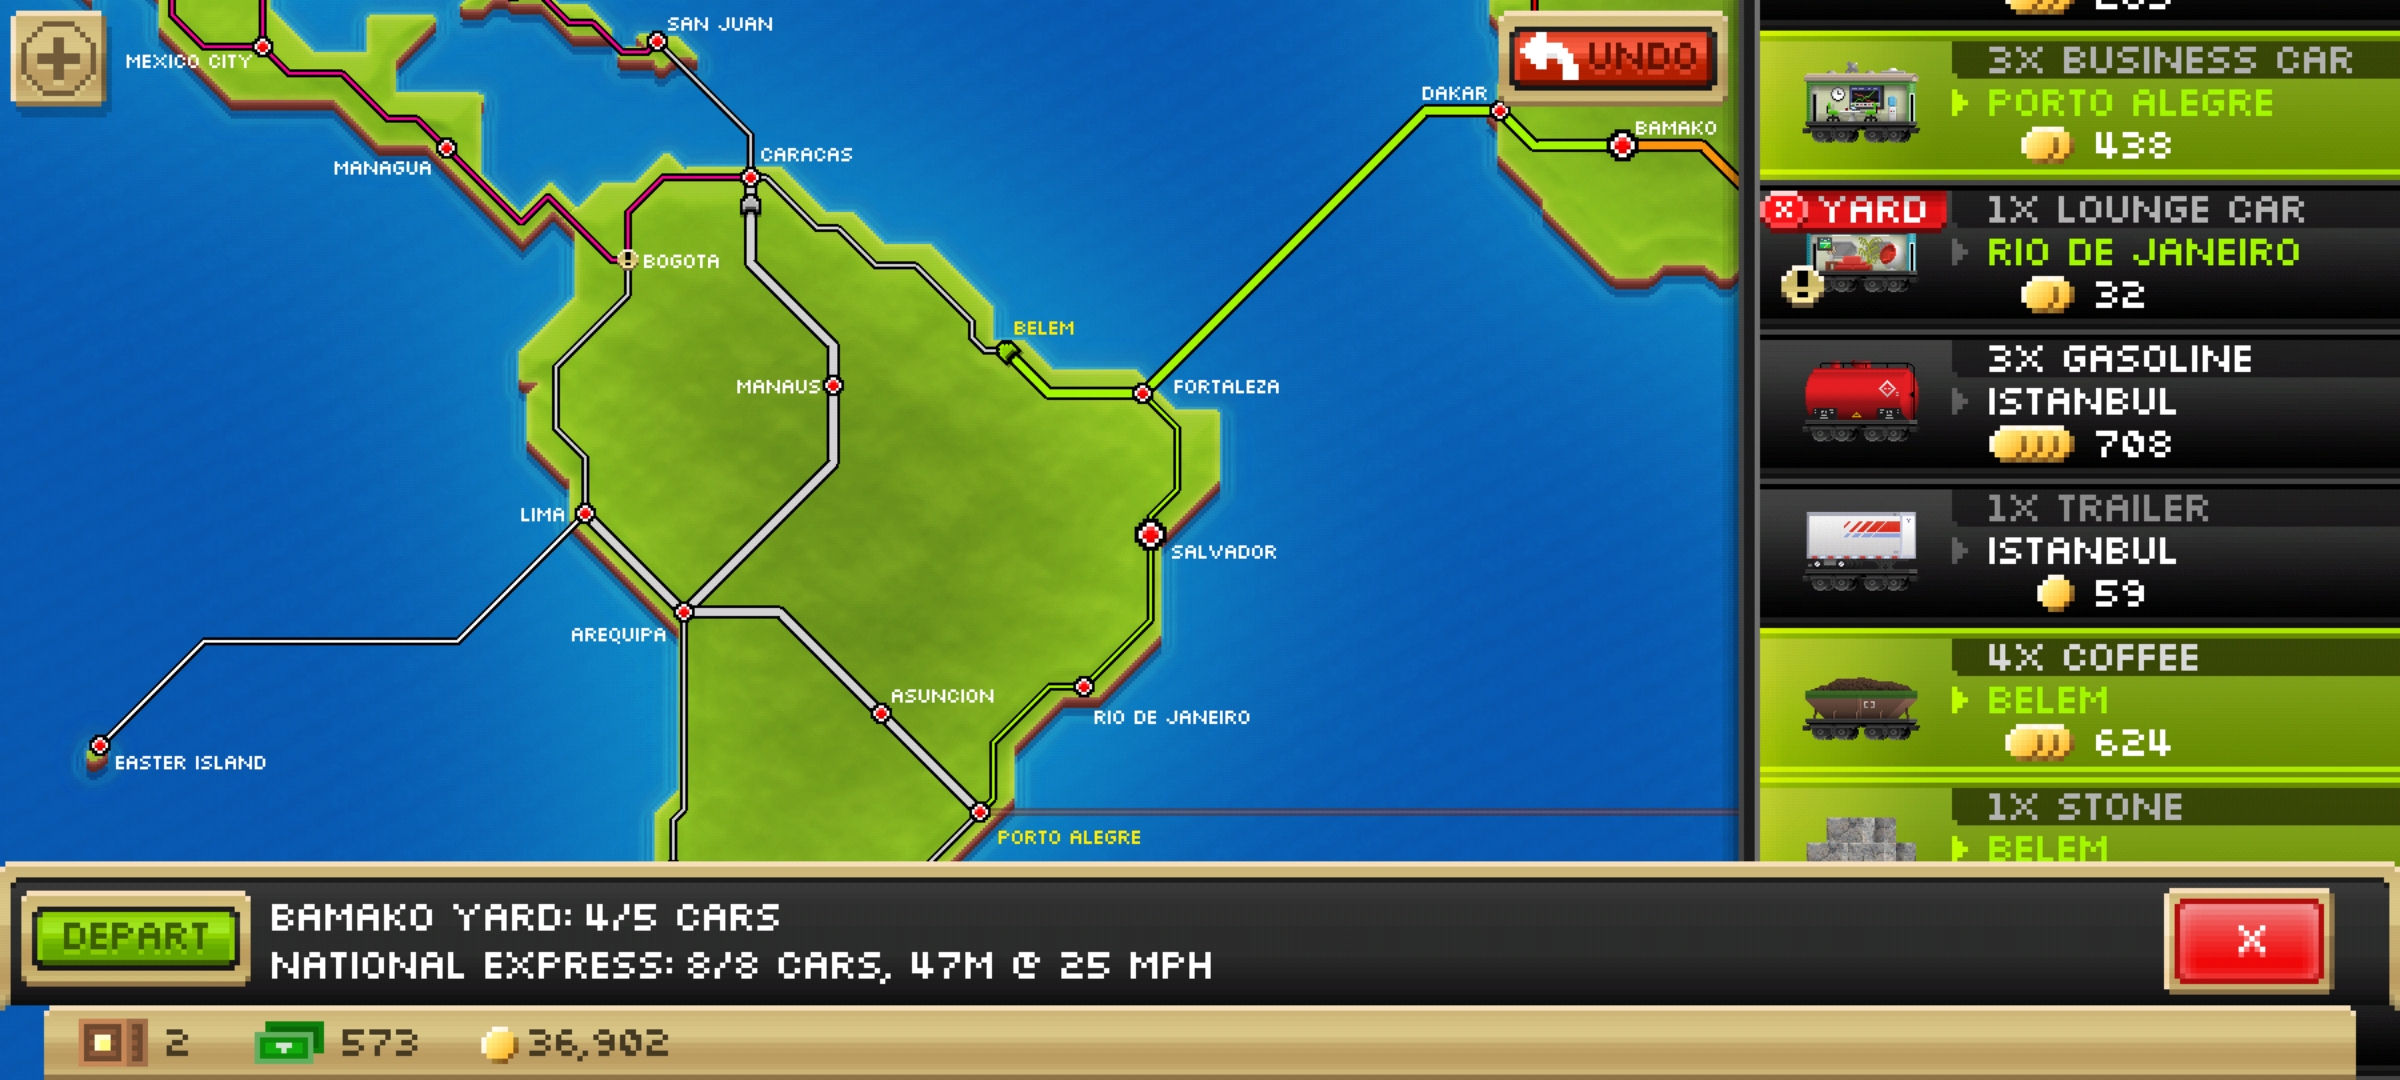 SAN JUAN
MEXICO CITY
MANAGUA
CARACAS
BOGOTA
BELEM
MANAUS
FORTALEZA
DAKAR
BAMAKO
UNDO
LIMA
SALVADOR
AREQUIPA
ASUNCION
RIO DE JANEIRO
EASTER ISLAND
PORTO ALEGRE
3X BUSINESS CAR
PORTO ALEGRE
438
YARD
1X LOUNGE CAR
RIO DE JANEIRO
32
3X GASOLINE
ISTANBUL
708
1X TRAILER
ISTANBUL
59
4X COFFEE
BELEM
624
1X STONE
BELEM
DEPART
BAMAKO YARD: 4/5 CARS
NATIONAL EXPRESS: 8/8 CARS, 47M @ 25 MPH
X
2
573
36,902